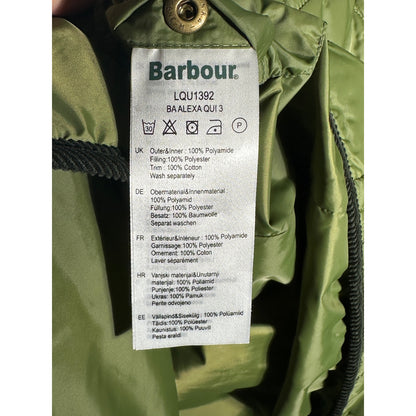 Barbour®
LQU1392
BA ALEXA QUI 3
30
P
UK Outer&Inner : 100% Polyamide
Filling:100% Polyester
Trim : 100% Cotton
Wash separately
DE Obermaterial&Innenmaterial:
100% Polyamid
Füllung:100% Polyester
Besatz: 100% Baumwolle
Separat waschen
FR Extérieur&Intérieur : 100% Polyamide
Garnissage: 100% Polyester
Ornement: 100% Coton
Laver séparément
HR Vanjski materijal&Unutarnji
materijal: 100% Poliamid
Punjenje: 100% Poliester
Ukras: 100% Pamuk
Perite odvojeno
EE Välispind&Sisekülg: 100% Polüamiid
Täidis:100% Polüester
Kaunistus: 100% Puuvill
Pesta eraldi